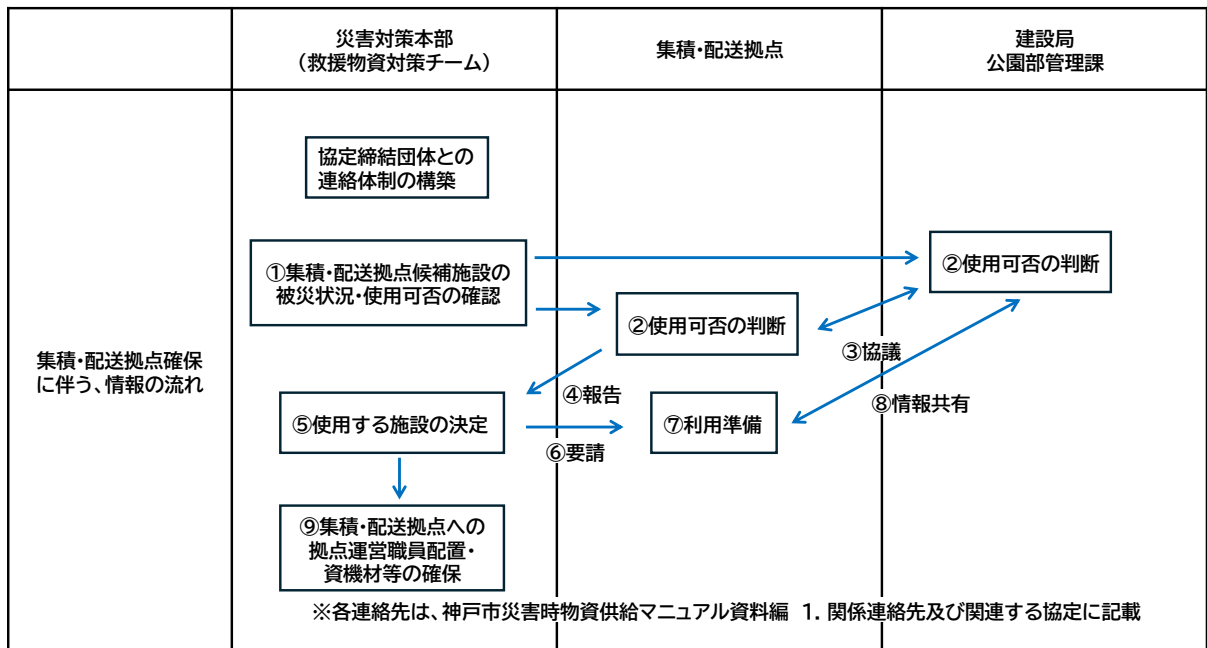 災害対策本部
（救援物資対策チーム）
集積・配送拠点
建設局
公園部管理課
集積・配送拠点確保
に伴う、情報の流れ
協定締結団体との
連絡体制の構築
①集積・配送拠点候補施設の
被災状況・使用可否の確認
②使用可否の判断
②使用可否の判断
③協議
④報告
⑤使用する施設の決定
⑥要請
⑦利用準備
⑧情報共有
⑨集積・配送拠点への
拠点運営職員配置・
資機材等の確保
※各連絡先は、神戸市災害時物資供給マニュアル資料編 1. 関係連絡先及び関連する協定に記載